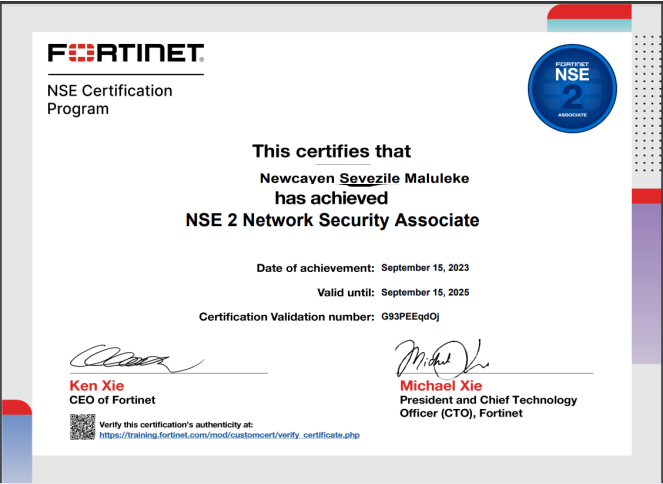 FORTINET
NSE Certification
Program
FORTINET
NSE
2
ASSOCIATE
This certifies that
Newcayen Sevezile Maluleke
has achieved
NSE 2 Network Security Associate
Date of achievement: September 15, 2023
Valid until: September 15, 2025
Certification Validation number: G93PEEqdOj
Ken Xie
CEO of Fortinet
Michael Xie
President and Chief Technology
Officer (CTO), Fortinet
Verify this certification's authenticity at:
https://training.fortinet.com/mod/customcert/verify_certificate.php